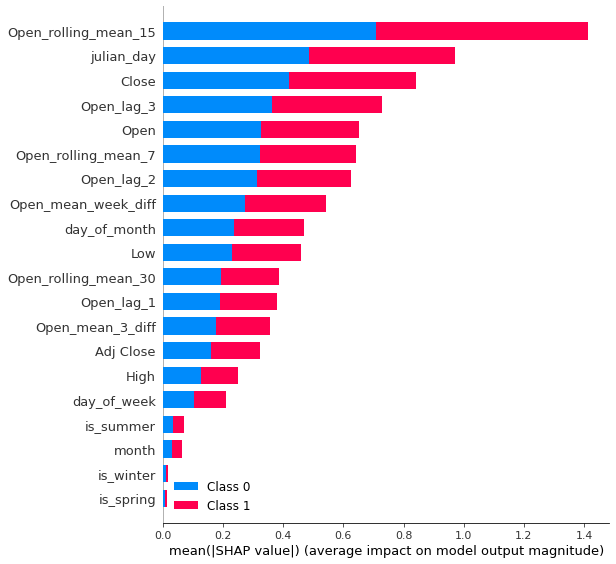 Open_rolling_mean_15
julian_day
Close
Open_lag_3
Open
Open_rolling_mean_7
Open_lag_2
Open_mean_week_diff
day_of_month
Low
Open_rolling_mean_30
Open_lag_1
Open_mean_3_diff
Adj Close
High
day_of_week
is_summer
month
is_winter
is_spring
Class 0
Class 1
0.0 0.2 0.4 0.6 0.8 1.0 1.2 1.4
mean(|SHAP value|) (average impact on model output magnitude)